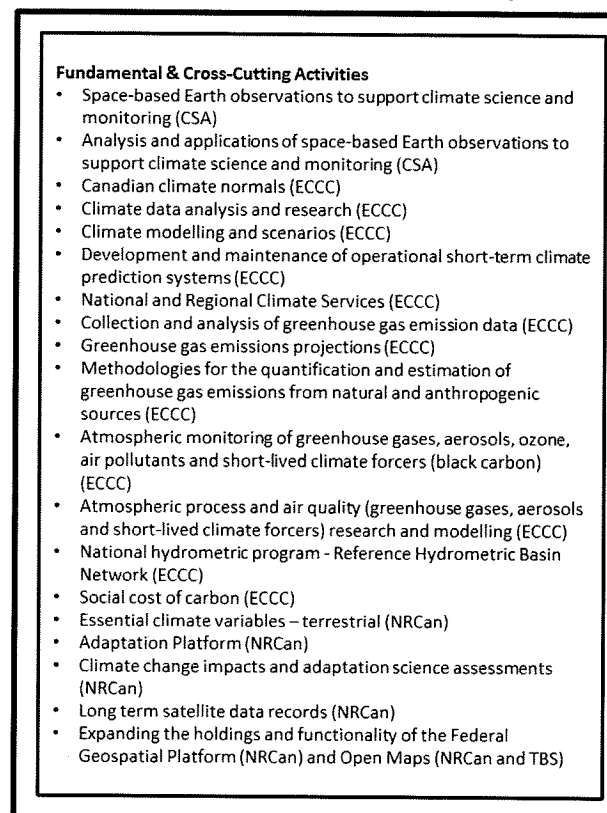 Fundamental & Cross-Cutting Activities
• Space-based Earth observations to support climate science and
monitoring (CSA)
• Analysis and applications of space-based Earth observations to
support climate science and monitoring (CSA)
• Canadian climate normals (ECCC)
• Climate data analysis and research (ECCC)
• Climate modelling and scenarios (ECCC)
• Development and maintenance of operational short-term climate
prediction systems (ECCC)
• National and Regional Climate Services (ECCC)
• Collection and analysis of greenhouse gas emission data (ECCC)
• Greenhouse gas emissions projections (ECCC)
• Methodologies for the quantification and estimation of
greenhouse gas emissions from natural and anthropogenic
sources (ECCC)
• Atmospheric monitoring of greenhouse gases, aerosols, ozone,
air pollutants and short-lived climate forcers (black carbon)
(ECCC)
• Atmospheric process and air quality (greenhouse gases, aerosols
and short-lived climate forcers) research and modelling (ECCC)
• National hydrometric program - Reference Hydrometric Basin
Network (ECCC)
• Social cost of carbon (ECCC)
• Essential climate variables – terrestrial (NRCan)
• Adaptation Platform (NRCan)
• Climate change impacts and adaptation science assessments
(NRCan)
• Long term satellite data records (NRCan)
• Expanding the holdings and functionality of the Federal
Geospatial Platform (NRCan) and Open Maps (NRCan and TBS)